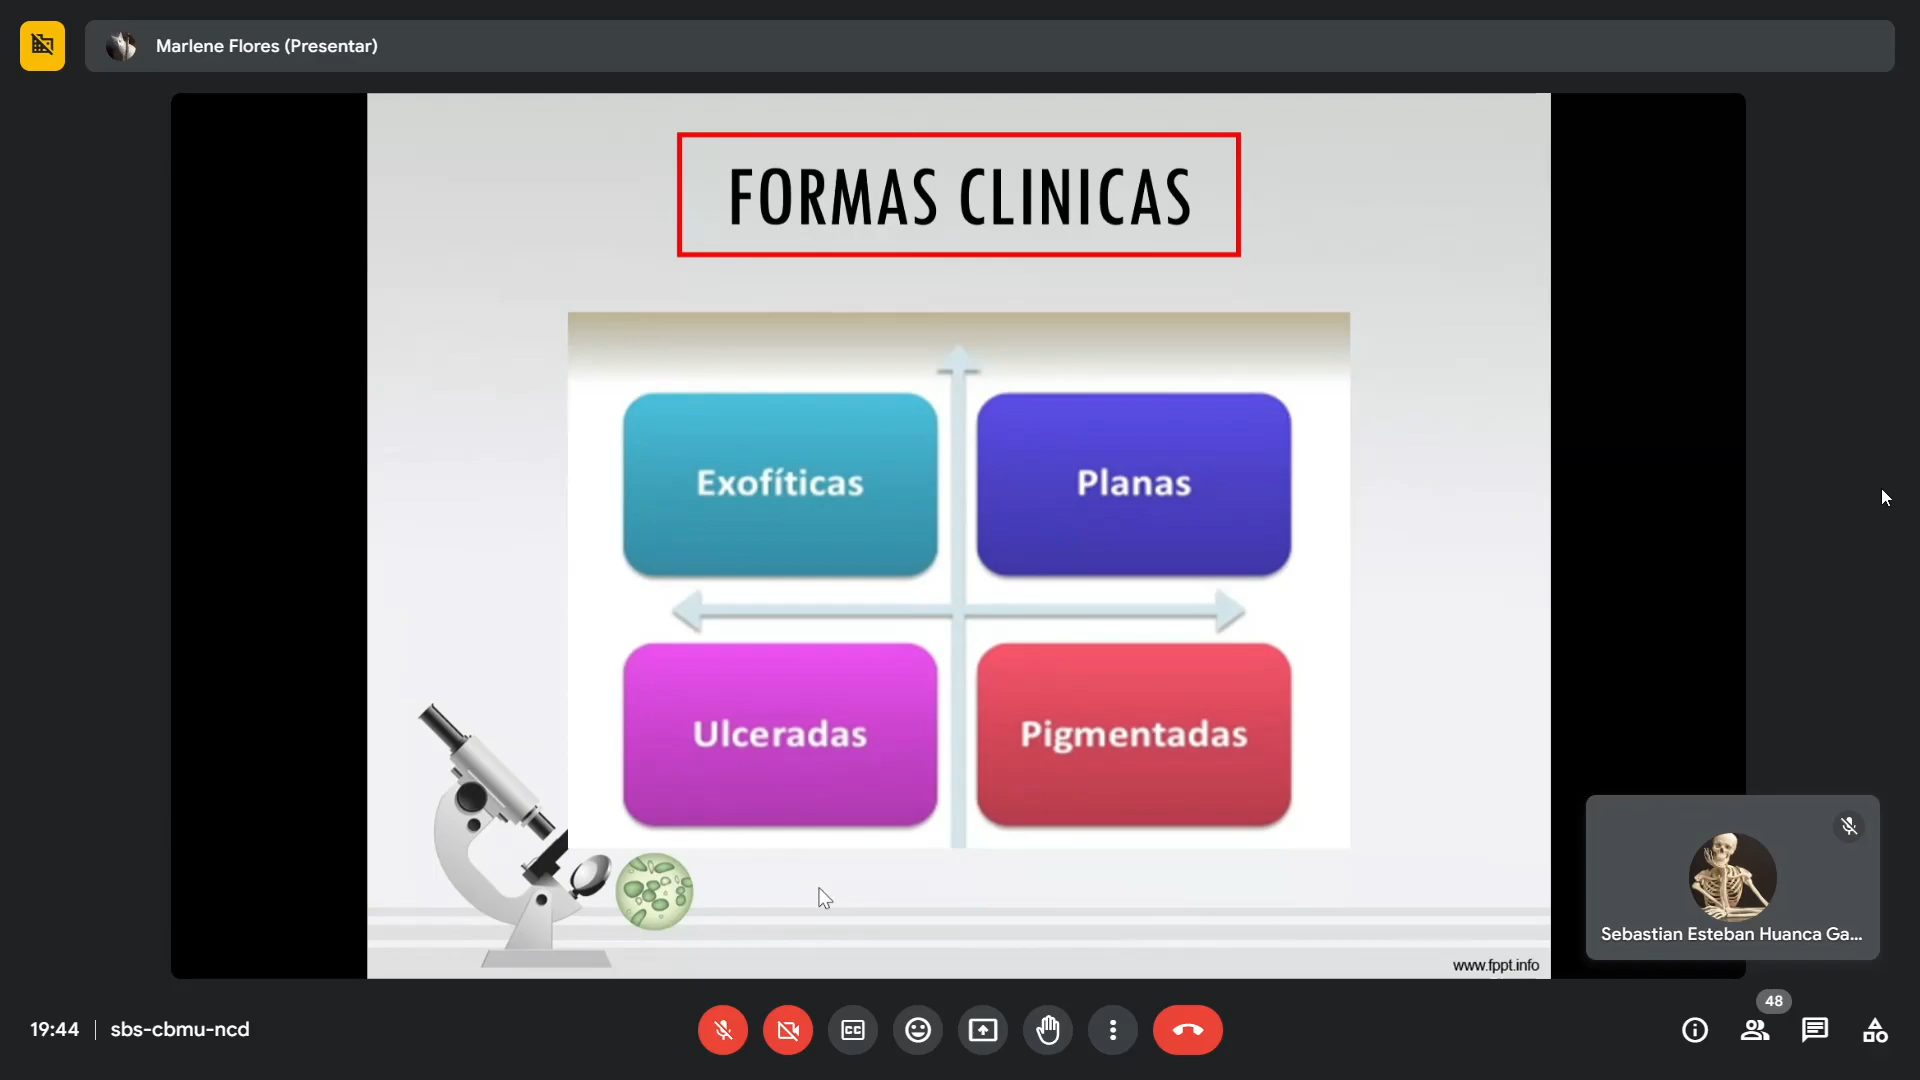 Marlene Flores (Presentar)
FORMAS CLINICAS
Exofíticas
Planas
Ulceradas
Pigmentadas
www.fppt.info
Sebastian Esteban Huanca Ga...
19:44 | sbs-cbmu-ncd
CC
48